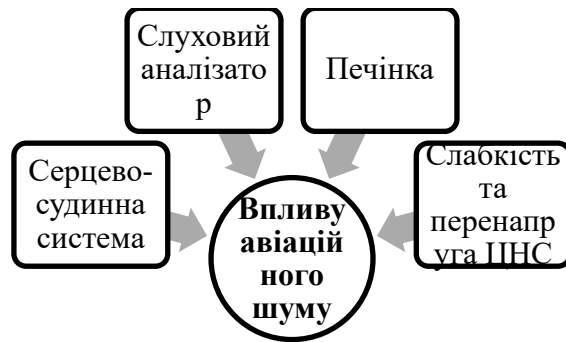 Слуховий
аналізато
р
Печінка
Серцево-
судинна
система
Слабкість
та
перенапр
уга ЦНС
Впливу
авіацій
ного
шуму